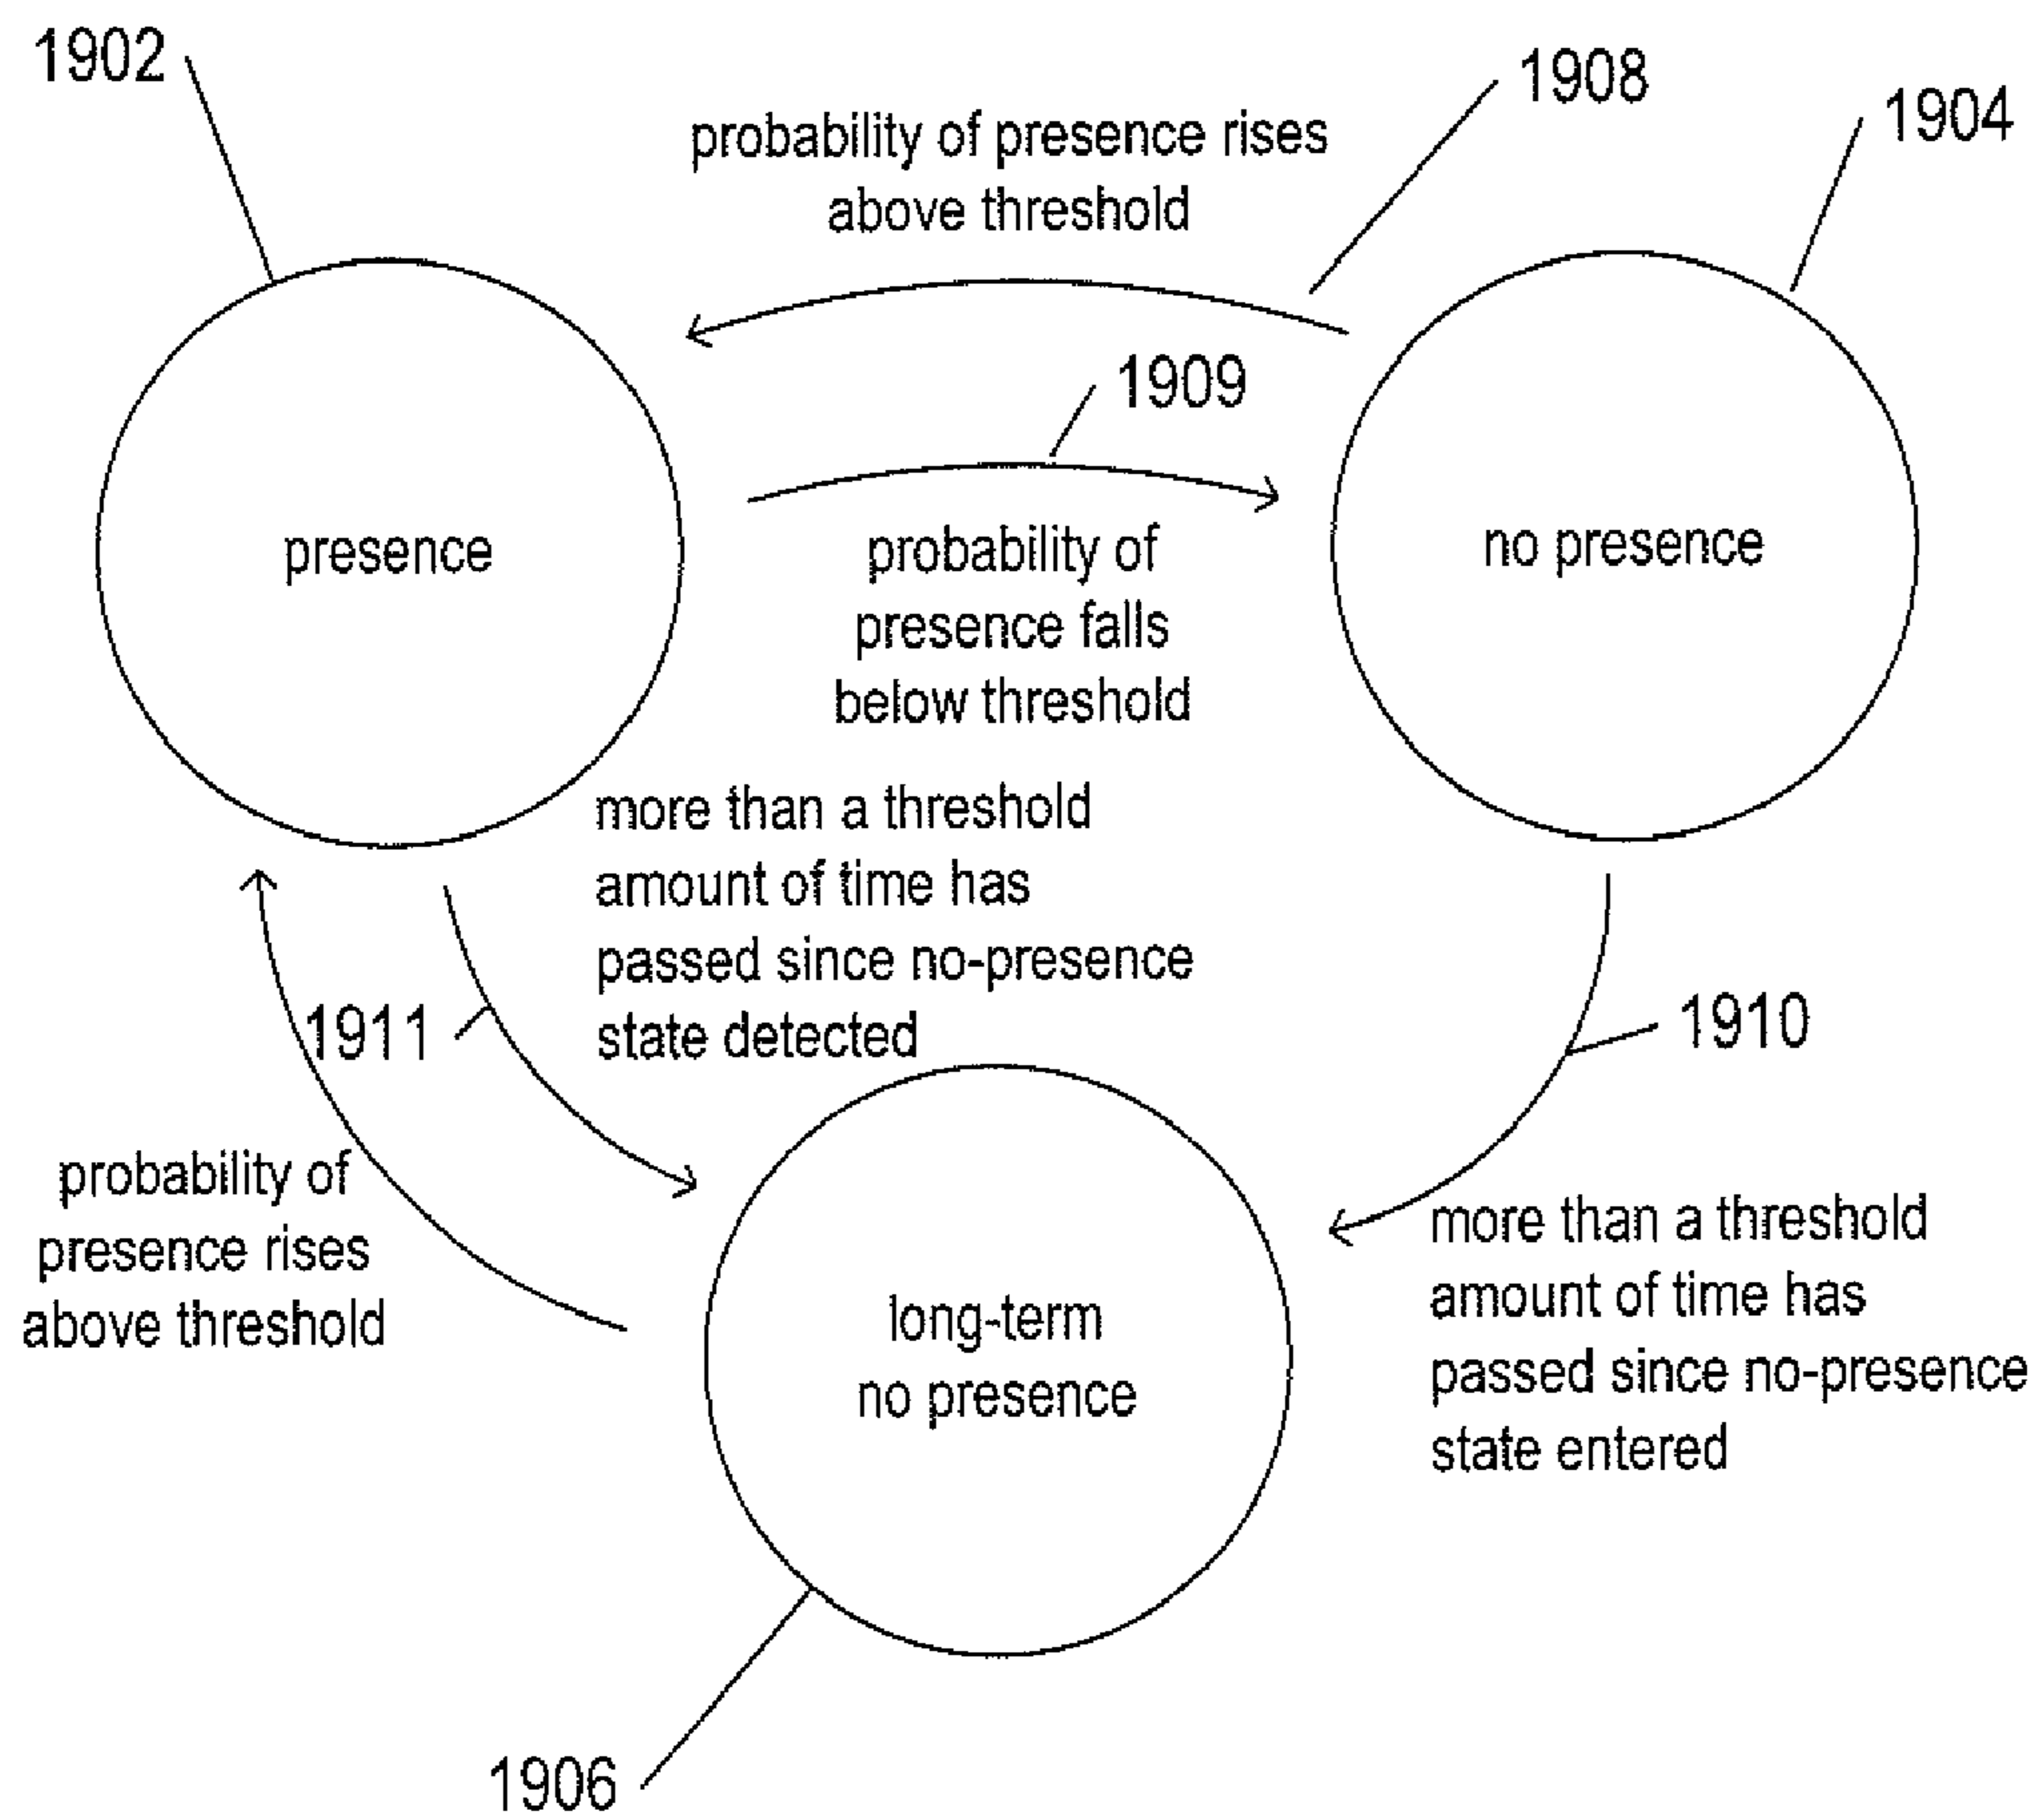 1902
1908
1904
probability of presence rises
above threshold
1909
presence
no presence
probability of
presence falls
below threshold
more than a threshold
amount of time has
passed since no-presence
state detected
1911
1910
probability of
presence rises
above threshold
more than a threshold
amount of time has
passed since no-presence
state entered
long-term
no presence
1906